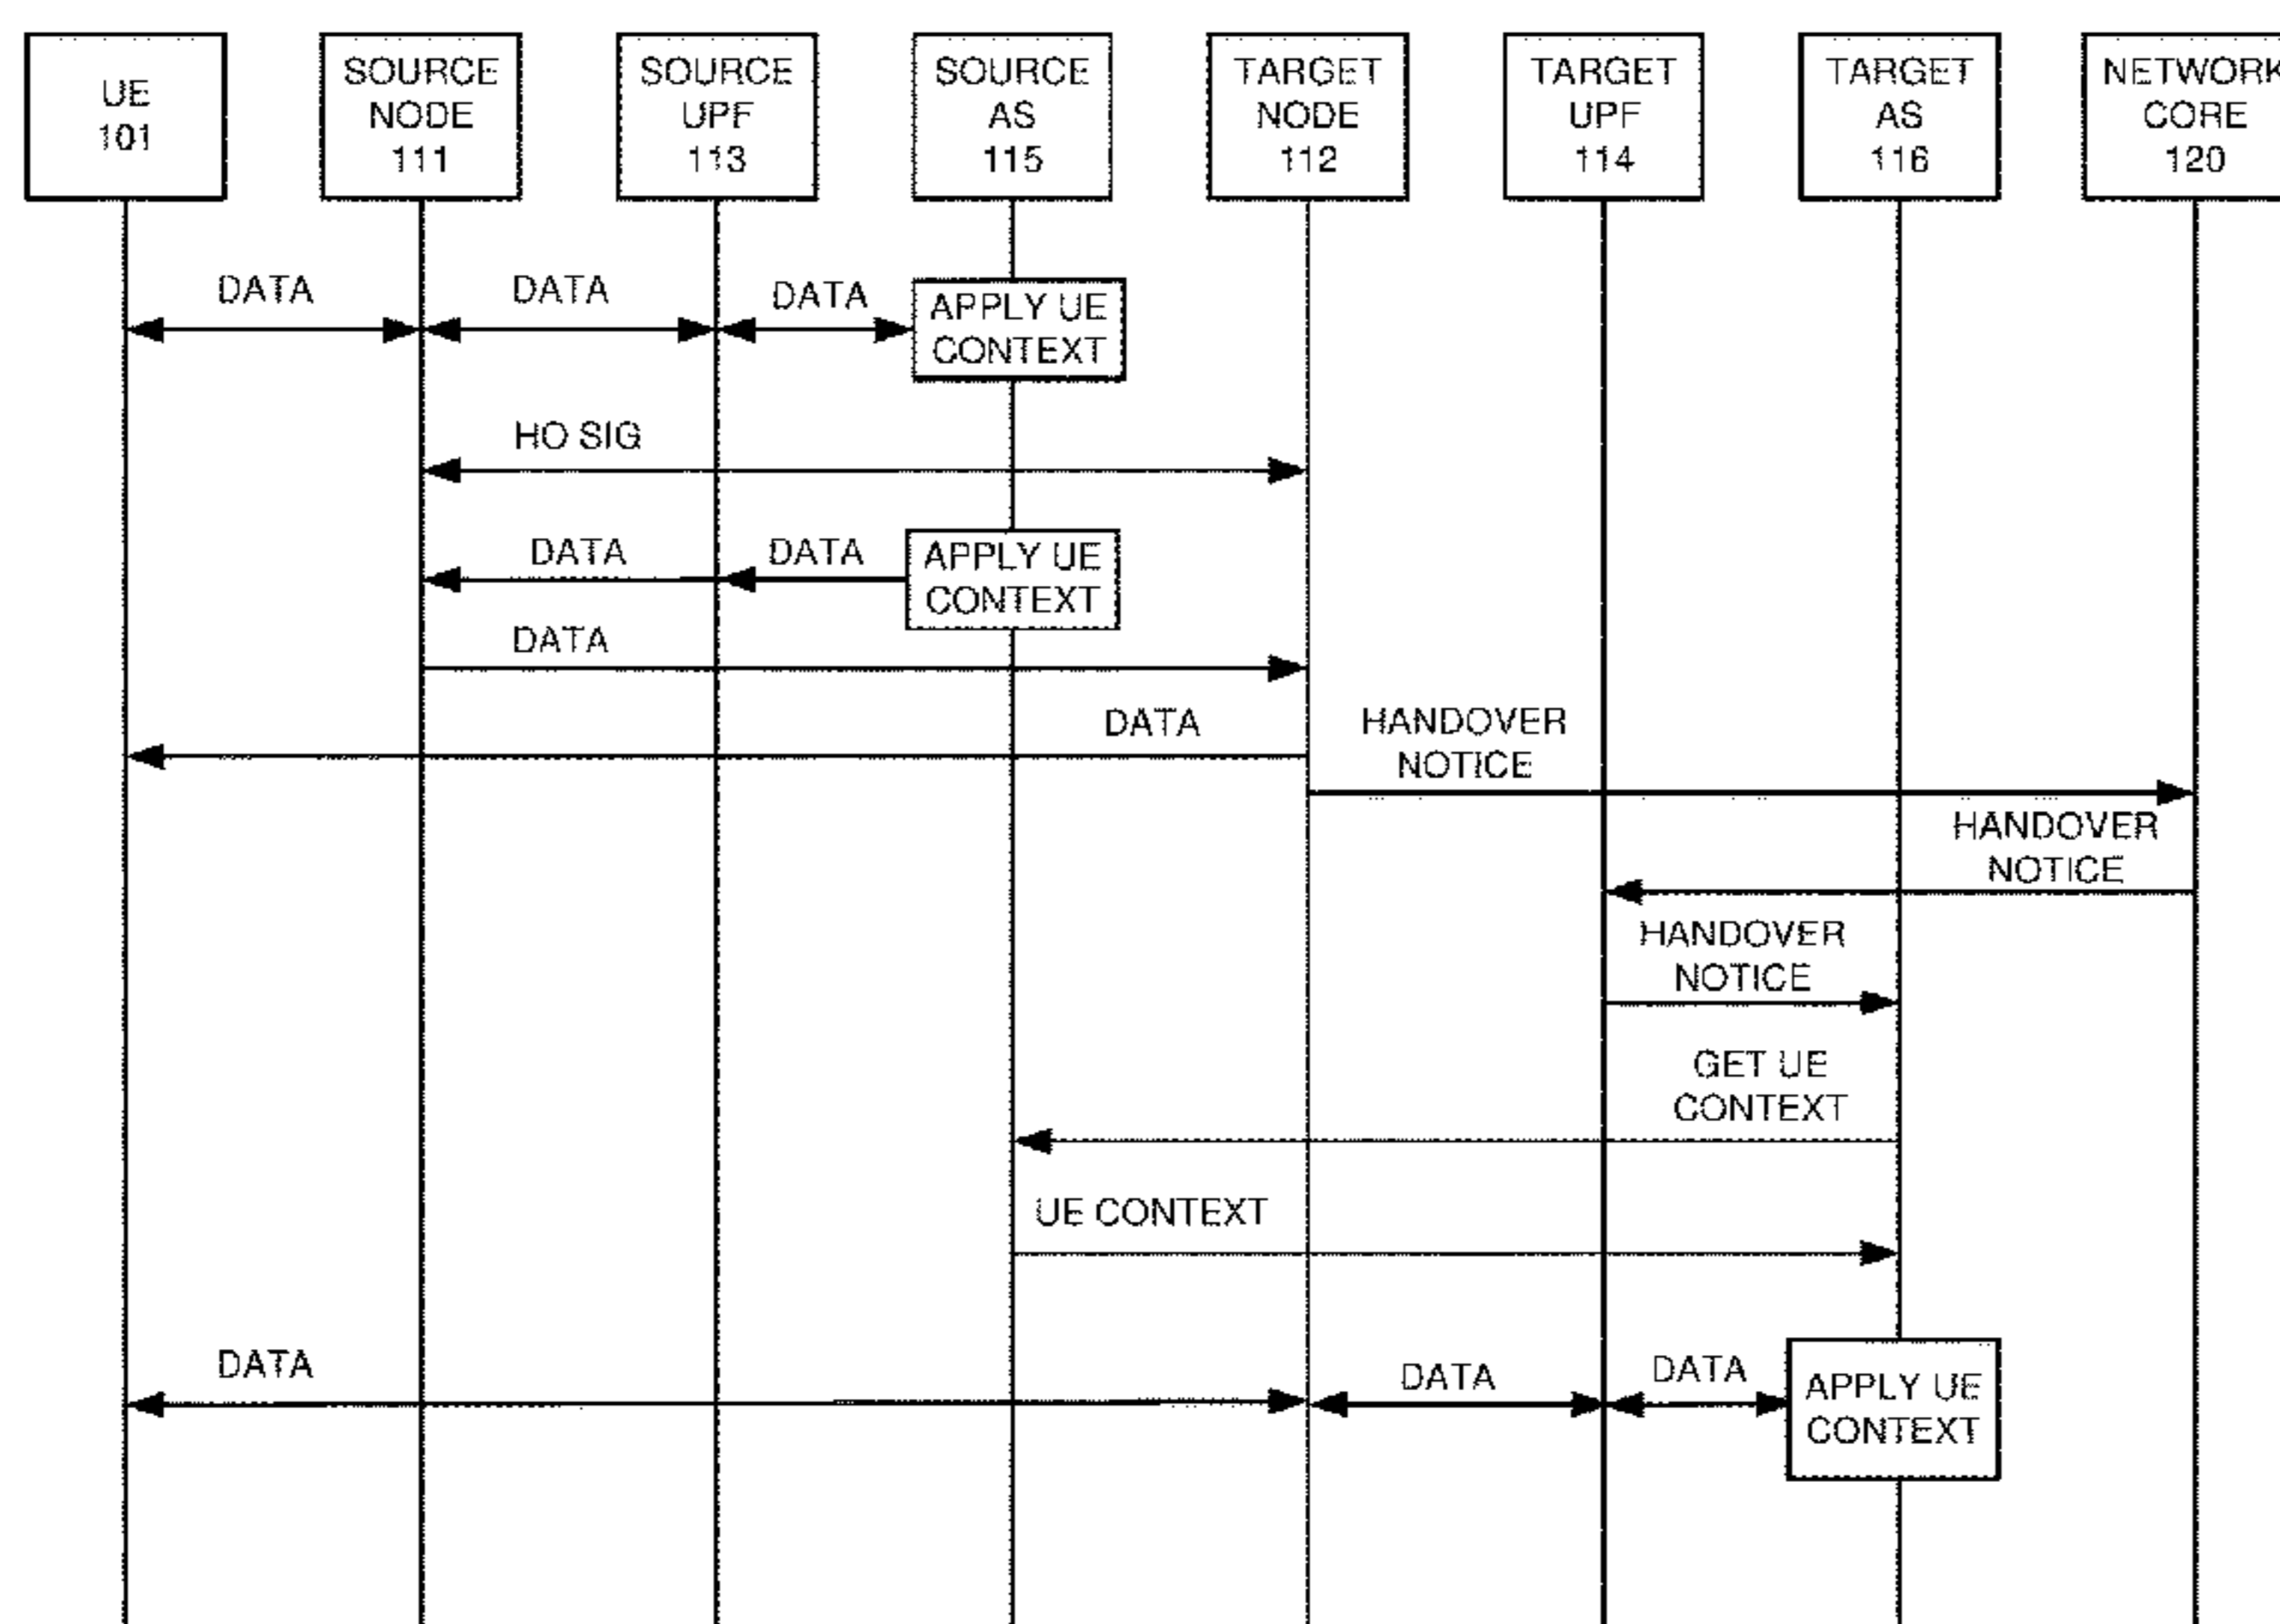 UE
101
SOURCE
NODE
111
SOURCE
UPF
113
SOURCE
AS
115
TARGET
NODE
112
TARGET
UPF
114
TARGET
AS
116
NETWORK
CORE
120
DATA
DATA
DATA
APPLY UE
CONTEXT
HO SIG
DATA
DATA
APPLY UE
CONTEXT
DATA
DATA
HANDOVER
NOTICE
HANDOVER
NOTICE
HANDOVER
NOTICE
GET UE
CONTEXT
UE CONTEXT
DATA
DATA
DATA
APPLY UE
CONTEXT